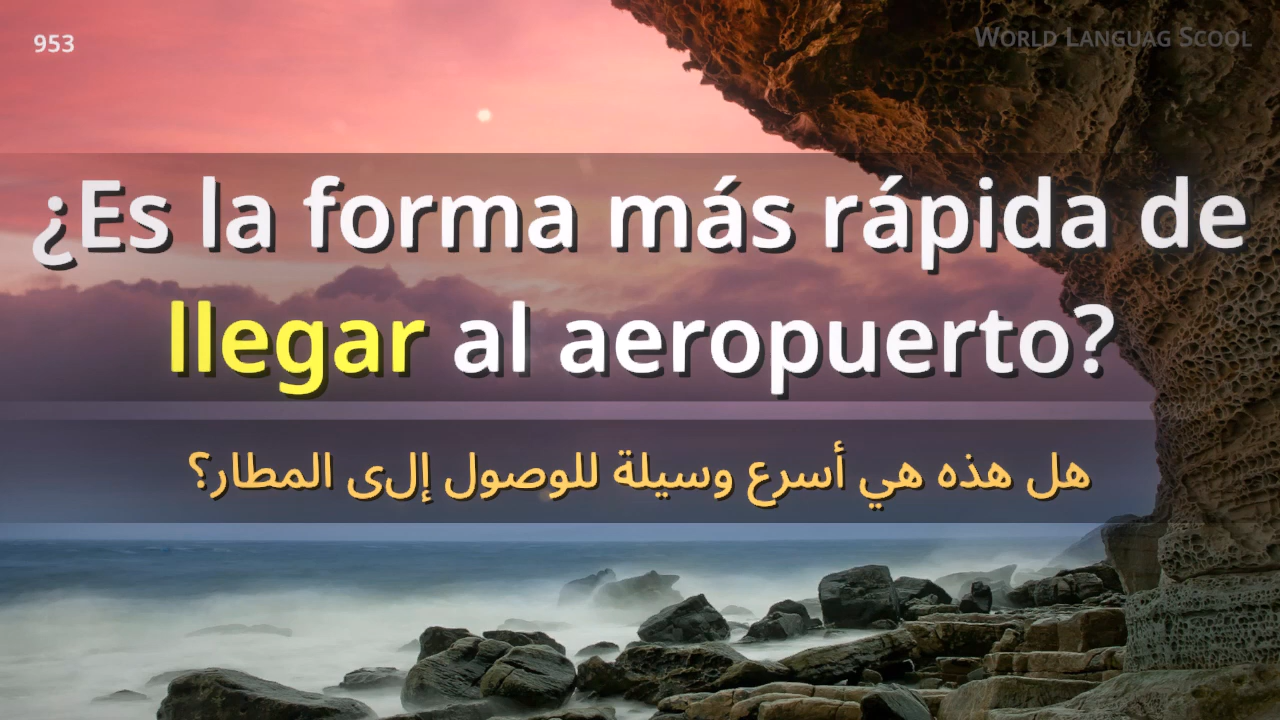 953
World Languag Scool
¿Es la forma más rápida de
llegar al aeropuerto?
هل هذه هي أسرع وسيلة للوصول إلى المطار؟